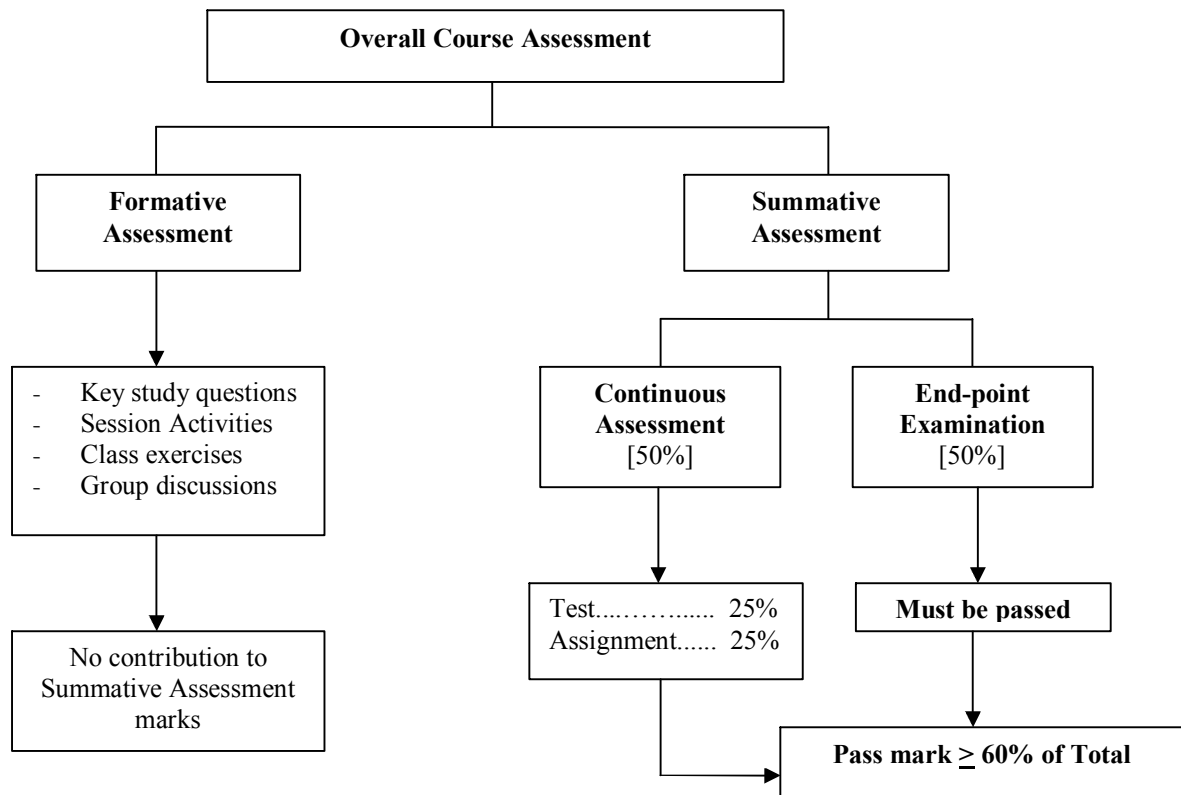 Overall Course Assessment
Formative
Assessment
Summative
Assessment
- Key study questions
- Session Activities
- Class exercises
- Group discussions
Continuous
Assessment
[50%]
End-point
Examination
[50%]
Test....…….….. 25%
Assignment...... 25%
Must be passed
No contribution to
Summative Assessment
marks
Pass mark ≥ 60% of Total